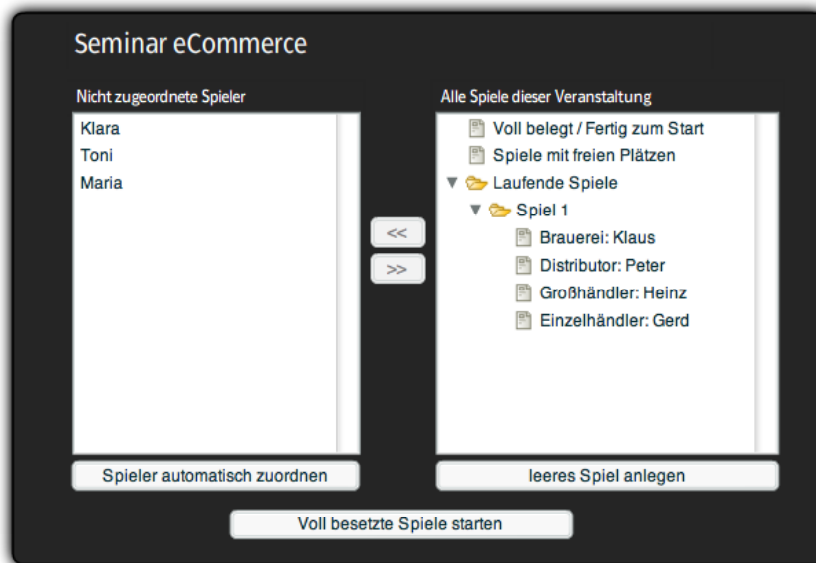 Seminar eCommerce
Nicht zugeordnete Spieler
Klara
Toni
Maria
<<
>>
Alle Spiele dieser Veranstaltung
Voll belegt / Fertig zum Start
Spiele mit freien Plätzen
Laufende Spiele
Spiel 1
Brauerei: Klaus
Distributor: Peter
Großhändler: Heinz
Einzelhändler: Gerd
Spieler automatisch zuordnen
leeres Spiel anlegen
Voll besetzte Spiele starten